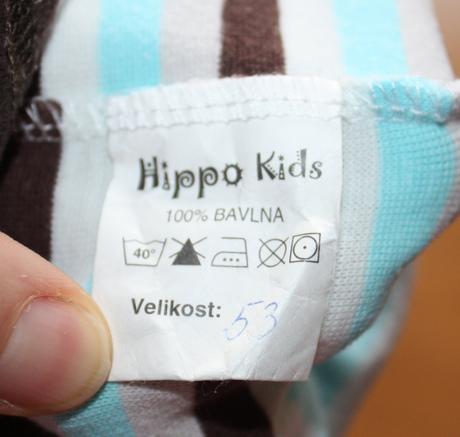 Hippo Kids
100% BAVLNA
40°
Velikost: 53